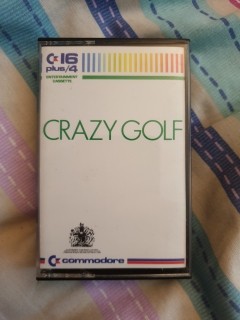 C16
plus/4
ENTERTAINMENT
CASSETTE
CRAZY GOLF
commodore